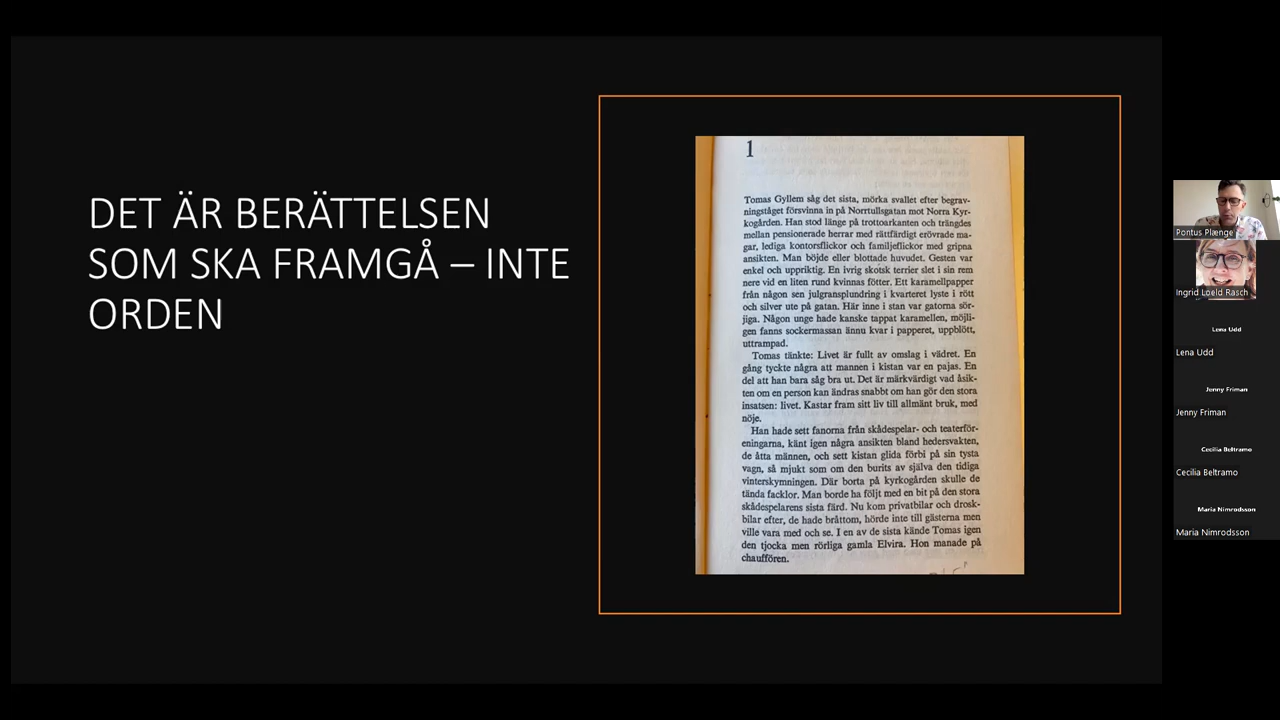 DET ÄR BERÄTTELSEN
SOM SKA FRAMGÅ – INTE
ORDEN
1
Tomas Gyllem såg det sista, mörka svallet efter begrav-
ningståget försvinna in på Norrtullsgatan mot Norra Kyr-
kogården. Han stod länge på trottoarkanten och trängdes
mellan pensionerade herrar med rättfärdigt erövrade ma-
gar, lediga kontorsflickor och familjeflickor med gripna
ansikten. Man böjde eller blottade huvudet. Gesten var
enkel och uppriktig. En ivrig skotsk terrier slet i sin rem
nere vid en liten rund kvinnas fötter. Ett karamellpapper
från någon sen julgransplundring i kvarteret lyste i rött
och silver ute på gatan. Här inne i stan var gatorna sör-
jiga. Någon unge hade kanske tappat karamellen, möjli-
gen fanns sockermassan ännu kvar i papperet, uppblött,
uttrampad.
Tomas tänkte: Livet är fullt av omslag i vädret. En
gång tyckte några att mannen i kistan var en pajas. En
del att han bara såg bra ut. Det är märkvärdigt vad åsik-
ten om en person kan ändras snabbt om han gör den stora
insatsen: livet. Kastar fram sitt liv till allmänt bruk, med
nöje.
Han hade sett fanorna från skådespelar- och teaterför-
eningarna, känt igen några ansikten bland hedersvakten,
de åtta männen, och sett kistan glida förbi på sin tysta
vagn, så mjukt som om den burits av själva den tidiga
vinterskymningen. Där borta på kyrkogården skulle de
tända facklor. Man borde ha följt med en bit på den stora
skådespelarens sista färd. Nu kom privatbilar och drosk-
bilar efter, de hade bråttom, hörde inte till gästerna men
ville vara med och se. I en av de sista kände Tomas igen
den tjocka men rörliga gamla Elvira. Hon manade på
chauffören.
Pontus Plænge
Ingrid Loeld Rasch
Lena Udd
Lena Udd
Jenny Friman
Jenny Friman
Cecilia Beltramo
Cecilia Beltramo
Maria Nimrodsson
Maria Nimrodsson